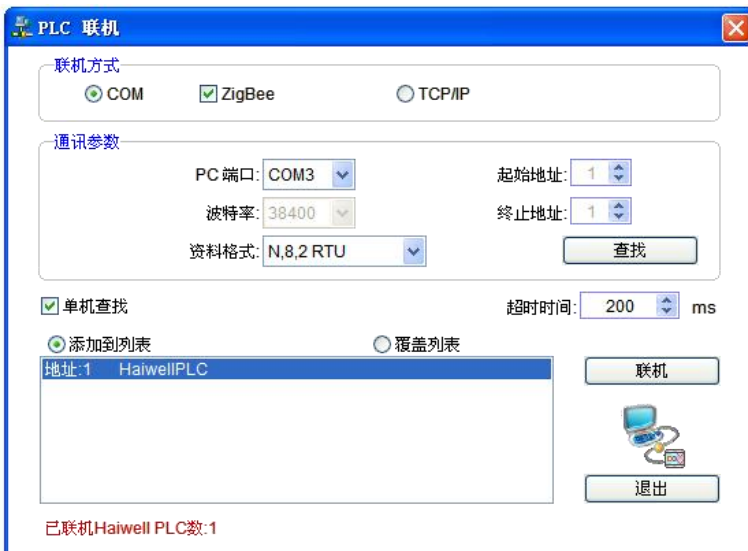 PLC 联机
联机方式
COM ZigBee TCP/IP
通讯参数
PC 端口: COM3 起始地址: 1
波特率: 38400 终止地址: 1
资料格式: N,8,2 RTU 查找
单机查找 超时时间: 200 ms
添加到列表 覆盖列表
地址:1 HaiwellPLC
联机
退出
已联机Haiwell PLC数:1